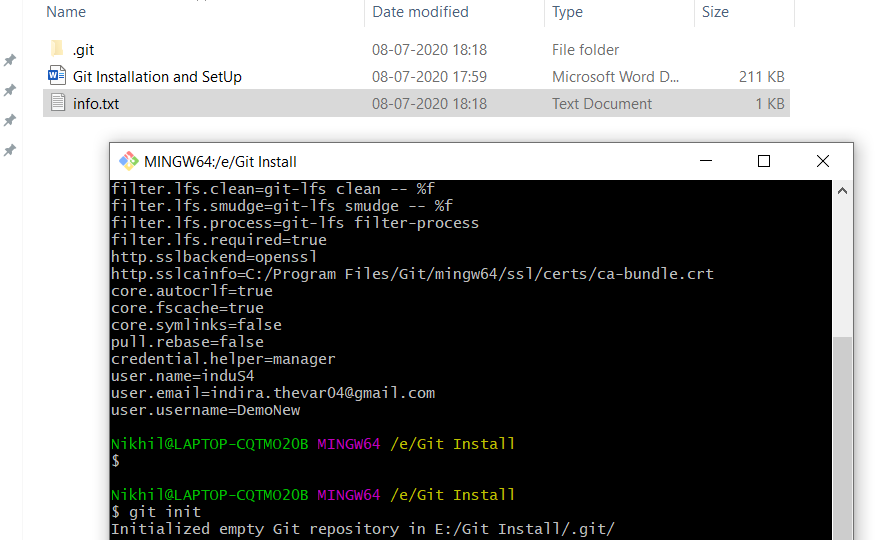 Name Date modified Type Size
.git 08-07-2020 18:18 File folder
Git Installation and SetUp 08-07-2020 17:59 Microsoft Word D... 211 KB
info.txt 08-07-2020 18:18 Text Document 1 KB
MINGW64:/e/Git Install
filter.lfs.clean=git-lfs clean -- %f
filter.lfs.smudge=git-lfs smudge -- %f
filter.lfs.process=git-lfs filter-process
filter.lfs.required=true
http.sslbackend=openssl
http.sslcainfo=C:/Program Files/Git/mingw64/ssl/certs/ca-bundle.crt
core.autocrlf=true
core.fscache=true
core.symlinks=false
pull.rebase=false
credential.helper=manager
user.name=induS4
user.email=indira.thevar04@gmail.com
user.username=DemoNew
Nikhil@LAPTOP-CQTMO2OB MINGW64 /e/Git Install
$
Nikhil@LAPTOP-CQTMO2OB MINGW64 /e/Git Install
$ git init
Initialized empty Git repository in E:/Git Install/.git/